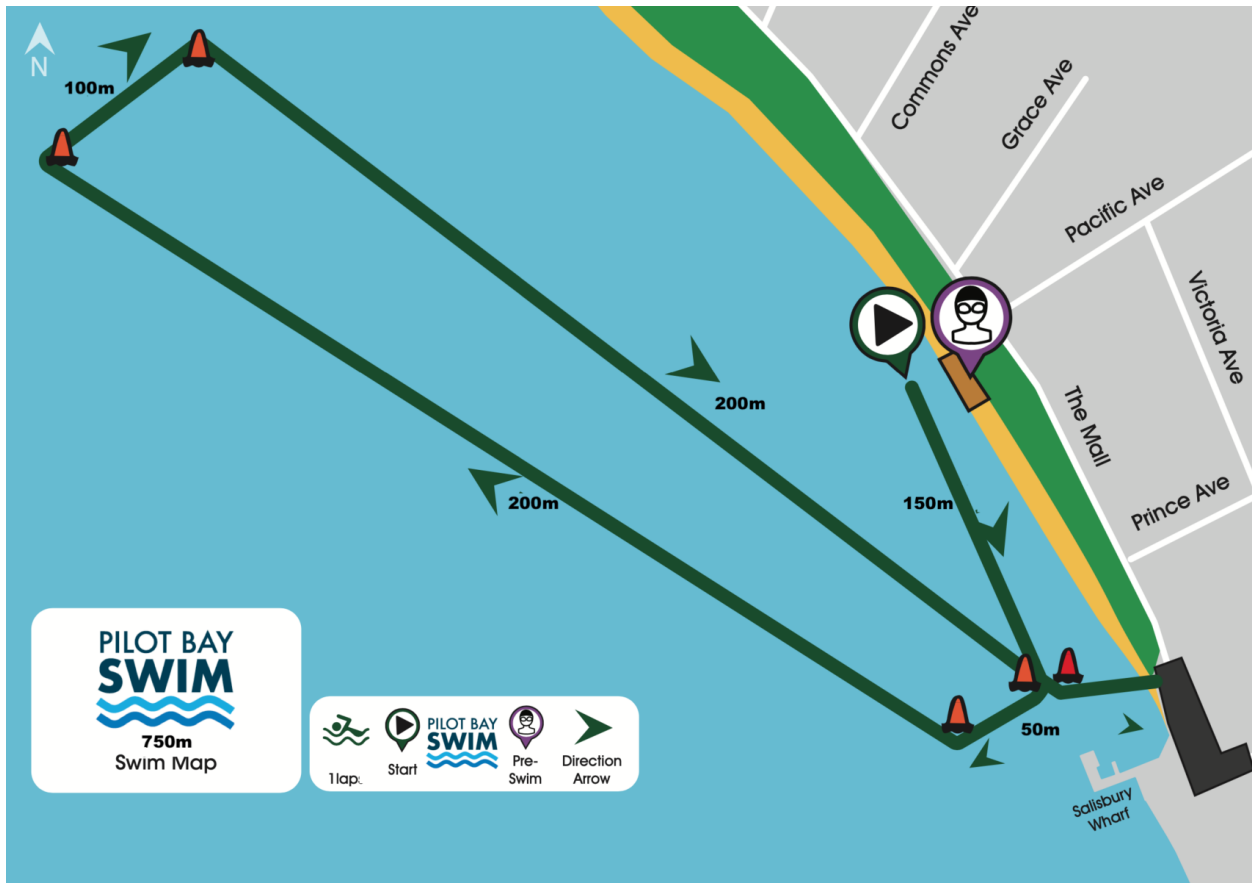 N
100m
Commons Ave
Grace Ave
Pacific Ave
Victoria Ave
200m
The Mall
200m
150m
Prince Ave
PILOT BAY
SWIM
750m
Swim Map
50m
1lap
Start
PILOT BAY
SWIM
Pre-
Swim
Direction
Arrow
Salisbury
Wharf